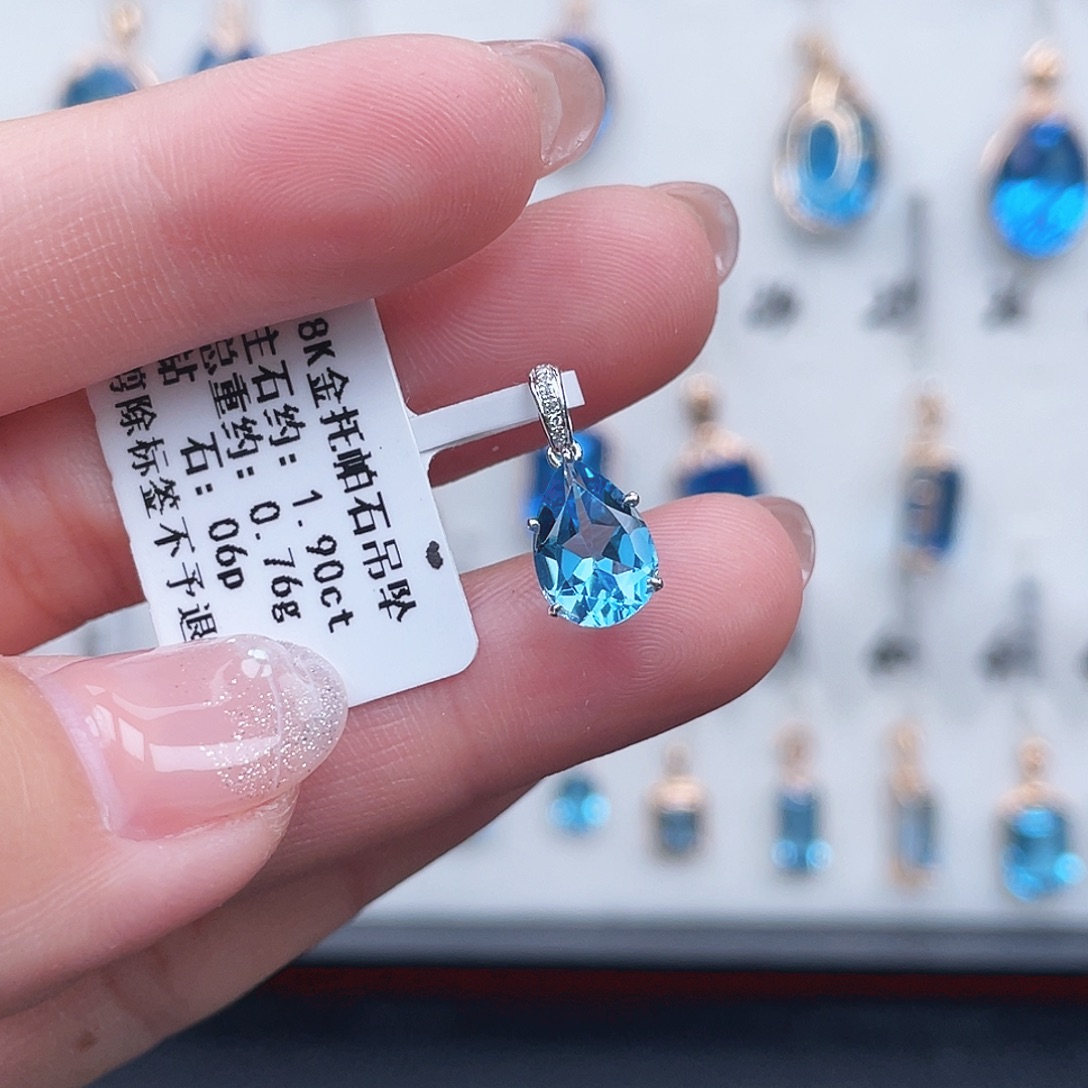 8K金托帕石吊坠
主石约: 1.90ct
总重约: 0.76g
钻 石: 06p
剪除标签不予退